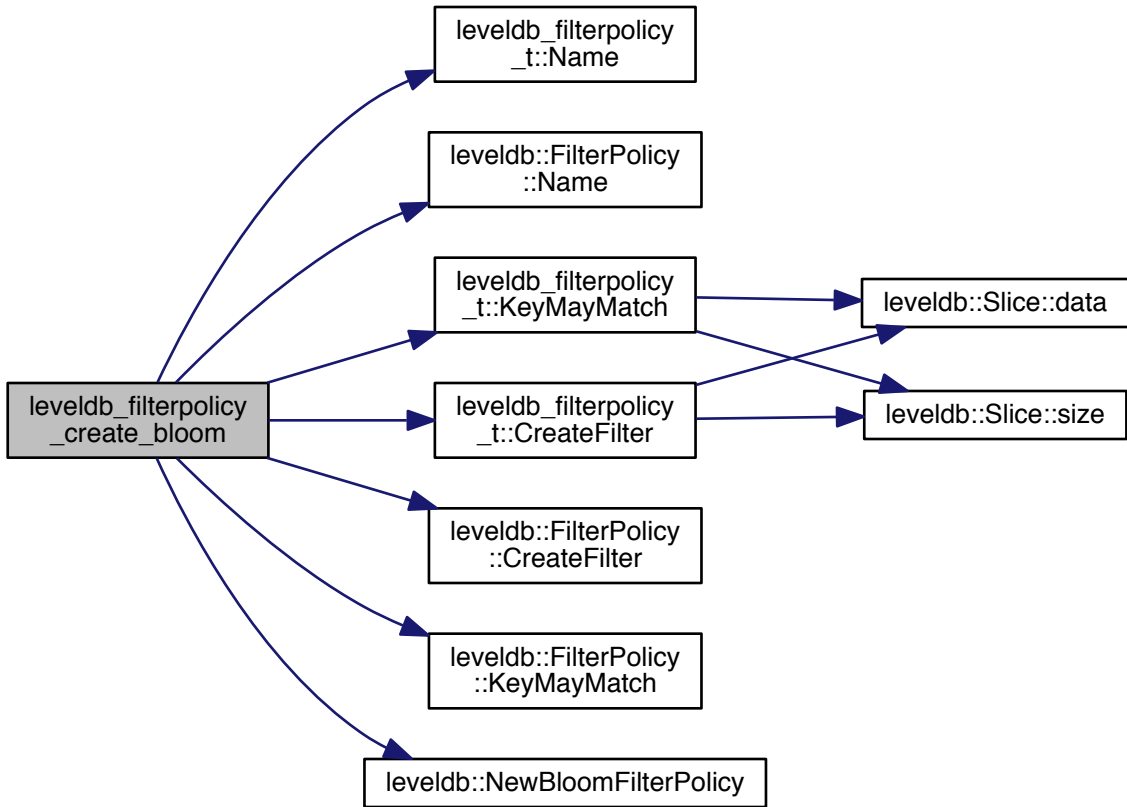 leveldb_filterpolicy
_t::Name
leveldb::FilterPolicy
::Name
leveldb_filterpolicy
_t::KeyMayMatch
leveldb::Slice::data
leveldb_filterpolicy
_create_bloom
leveldb_filterpolicy
_t::CreateFilter
leveldb::Slice::size
leveldb::FilterPolicy
::CreateFilter
leveldb::FilterPolicy
::KeyMayMatch
leveldb::NewBloomFilterPolicy